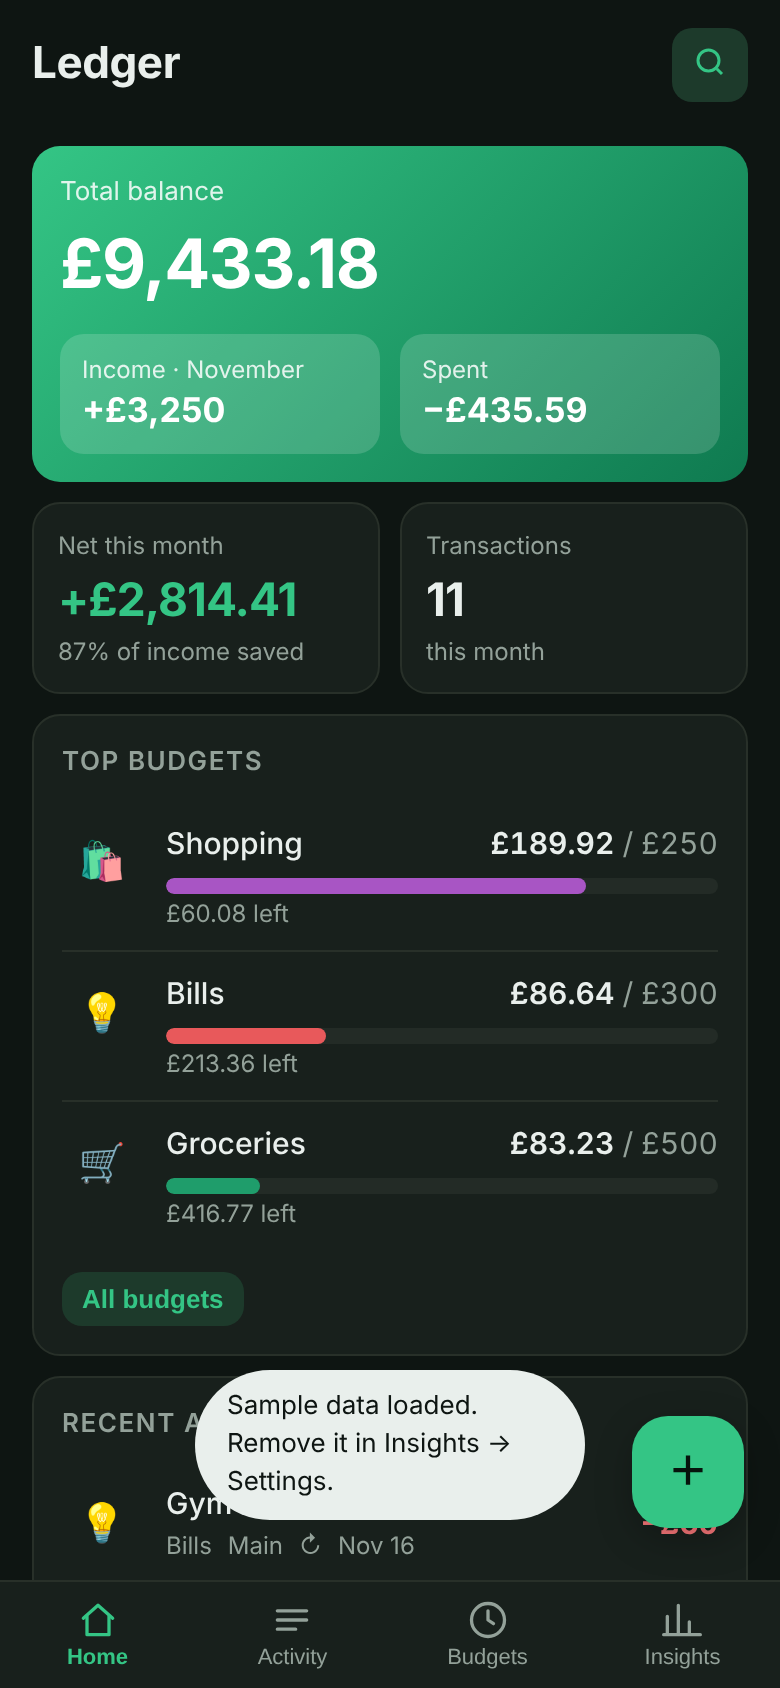 Ledger
Total balance
£9,433.18
Income · November
+£3,250
Spent
−£435.59
Net this month
+£2,814.41
87% of income saved
Transactions
11
this month
TOP BUDGETS
Shopping
£189.92 / £250
£60.08 left
Bills
£86.64 / £300
£213.36 left
Groceries
£83.23 / £500
£416.77 left
All budgets
RECENT
Sample data loaded.
Remove it in Insights →
Settings.
Gym
Bills Main Nov 16
Home
Activity
Budgets
Insights